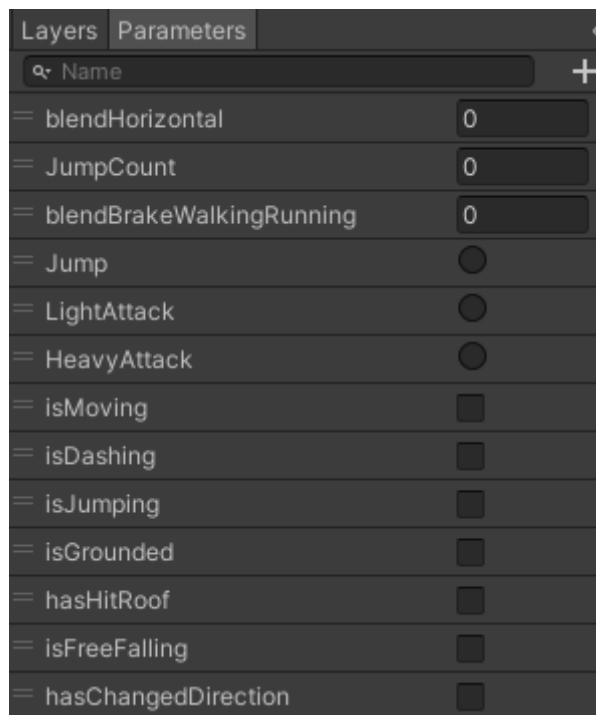 Layers Parameters
Name
blendHorizontal 0
JumpCount 0
blendBrakeWalkingRunning 0
Jump
LightAttack
HeavyAttack
isMoving
isDashing
isJumping
isGrounded
hasHitRoof
isFreeFalling
hasChangedDirection